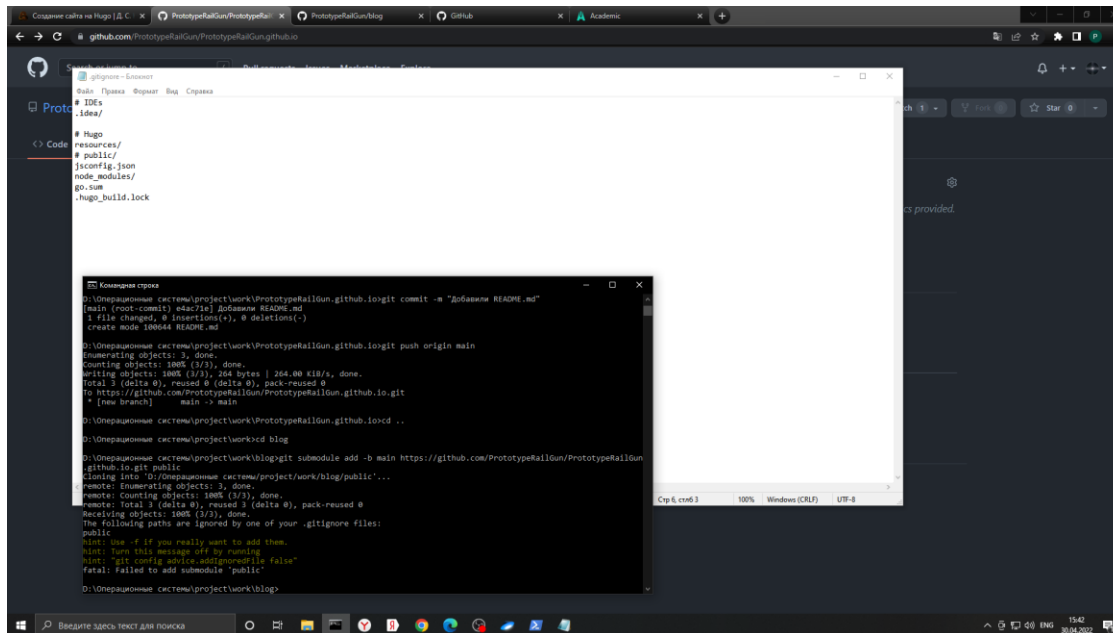 Создание сайта на Hugo | Д. С.
PrototypeRailGun/PrototypeRail
PrototypeRailGun/blog
GitHub
Academic
github.com/PrototypeRailGun/PrototypeRailGun.github.io
.gitignore – Блокнот
Файл Правка Формат Вид Справка
# IDEs
.idea/
# Hugo
resources/
# public/
jsconfig.json
node_modules/
go.sum
.hugo_build.lock
Proto
<> Code
ch 1
Fork 0
Star 0
cs provided.
Стр 6, стлб 3 100% Windows (CRLF) UTF-8
Командная строка
D:\Операционные системы\project\work\PrototypeRailGun.github.io>git commit -m "Добавили README.md"
[main (root-commit) e4ac71e] Добавили README.md
1 file changed, 0 insertions(+), 0 deletions(-)
create mode 100644 README.md
D:\Операционные системы\project\work\PrototypeRailGun.github.io>git push origin main
Enumerating objects: 3, done.
Counting objects: 100% (3/3), done.
Writing objects: 100% (3/3), 264 bytes | 264.00 KiB/s, done.
Total 3 (delta 0), reused 0 (delta 0), pack-reused 0
To https://github.com/PrototypeRailGun/PrototypeRailGun.github.io.git
* [new branch] main -> main
D:\Операционные системы\project\work\PrototypeRailGun.github.io>cd ..
D:\Операционные системы\project\work>cd blog
D:\Операционные системы\project\work\blog>git submodule add -b main https://github.com/PrototypeRailGun/PrototypeRailGun
.github.io.git public
Cloning into 'D:/Операционные системы/project/work/blog/public'...
remote: Enumerating objects: 3, done.
remote: Counting objects: 100% (3/3), done.
remote: Total 3 (delta 0), reused 3 (delta 0), pack-reused 0
Receiving objects: 100% (3/3), done.
The following paths are ignored by one of your .gitignore files:
public
hint: Use -f if you really want to add them.
hint: Turn this message off by running
hint: "git config advice.addIgnoredFile false"
fatal: Failed to add submodule 'public'
D:\Операционные системы\project\work\blog>
Введите здесь текст для поиска
ENG
15:42
30.04.2022